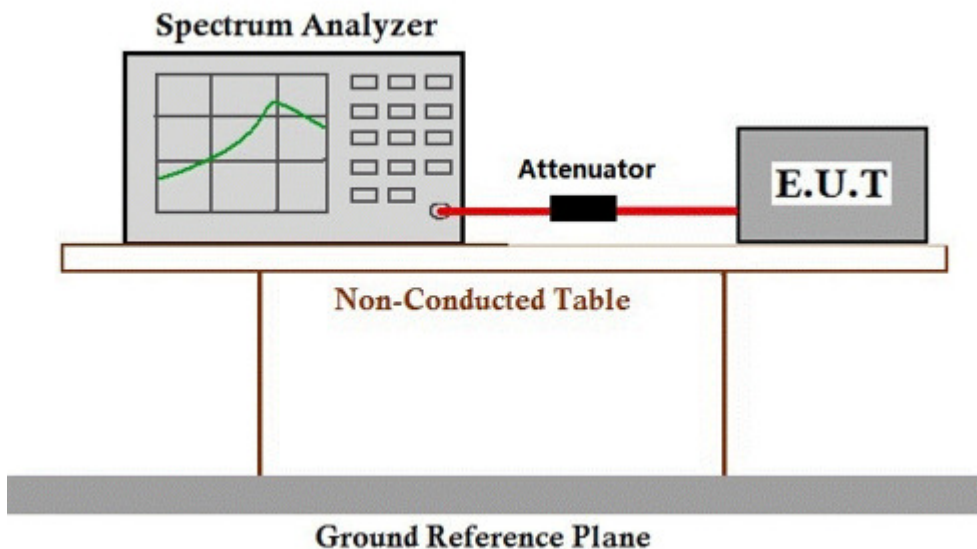 Spectrum Analyzer
Attenuator
E.U.T
Non-Conducted Table
Ground Reference Plane